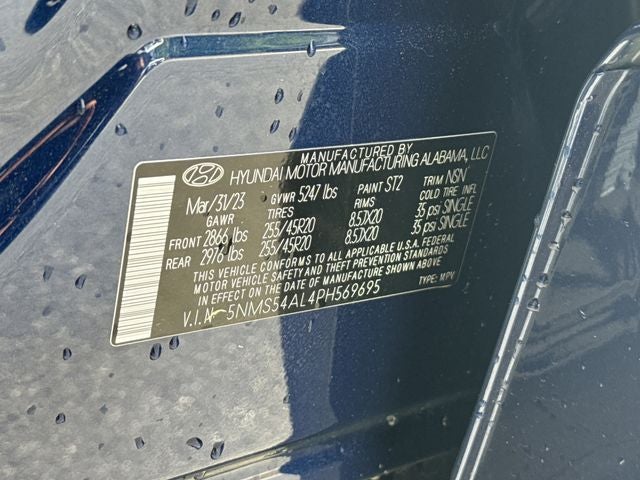 MANUFACTURED BY
HYUNDAI MOTOR MANUFACTURING ALABAMA, LLC
Mar/31/23 GVWR 5247 lbs PAINT ST2 TRIM NSN
GAWR TIRES RIMS COLD TIRE INFL
FRONT 2866 lbs 255/45R20 8.5JX20 35 psi SINGLE
REAR 2976 lbs 255/45R20 8.5JX20 35 psi SINGLE
THIS VEHICLE CONFORMS TO ALL APPLICABLE U.S.A. FEDERAL
MOTOR VEHICLE SAFETY AND THEFT PREVENTION STANDARDS
IN EFFECT ON THE DATE OF MANUFACTURE SHOWN ABOVE
V.I.N 5NMS54AL4PH569695 TYPE: MPV